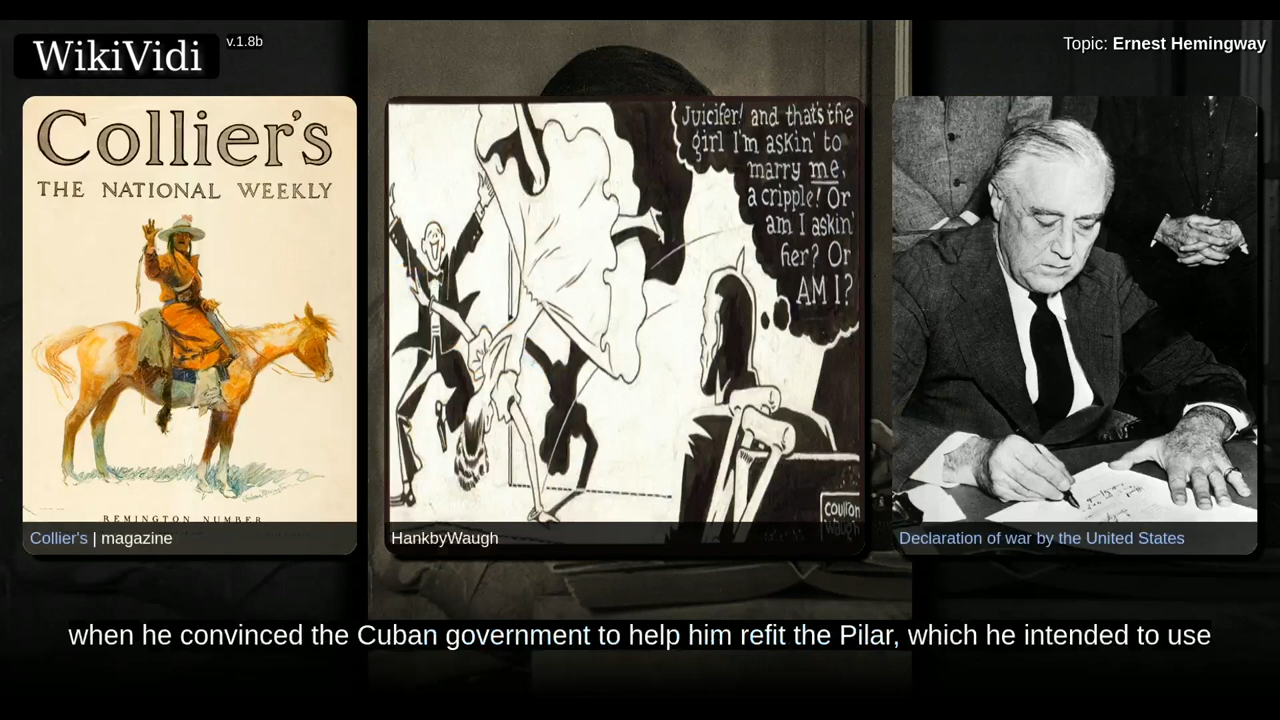 WikiVidi
v.1.8b
Topic: Ernest Hemingway
Collier's
THE NATIONAL WEEKLY
REMINGTON NUMBER
Collier's | magazine
Juicifer! and that's the
girl I'm askin' to
marry me,
a cripple! Or
am I askin'
her? Or
AM I?
coulton
waugh
HankbyWaugh
Declaration of war by the United States
when he convinced the Cuban government to help him refit the Pilar, which he intended to use